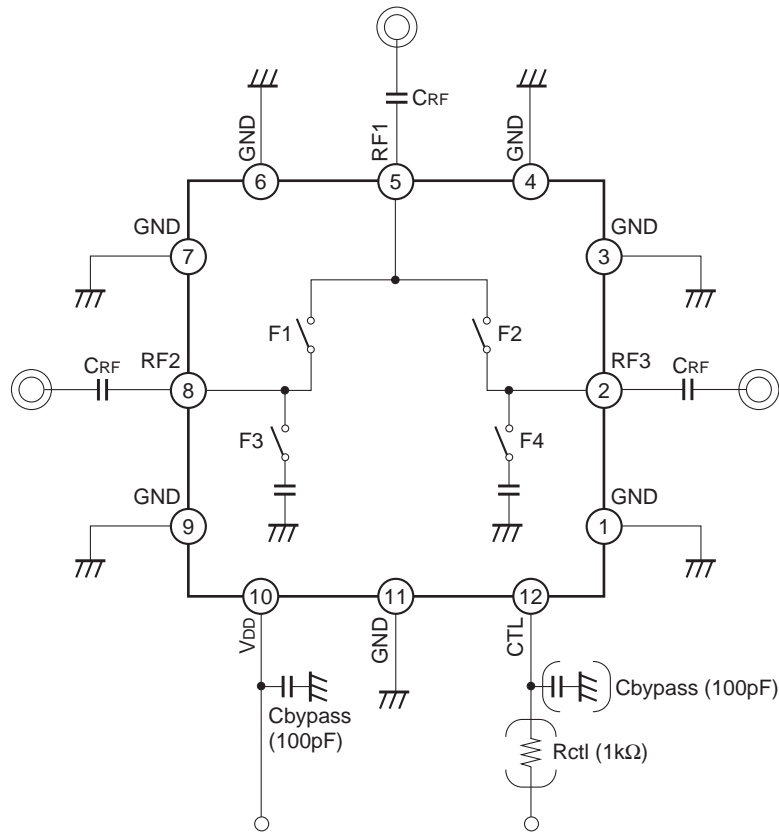 CRF
GND
RF1
GND
6
5
4
GND
GND
7
3
F1
F2
CRF
RF2
RF3
CRF
8
2
F3
F4
GND
GND
9
1
10
11
12
VDD
GND
CTL
Cbypass
(100pF)
Cbypass (100pF)
Rctl (1kΩ)